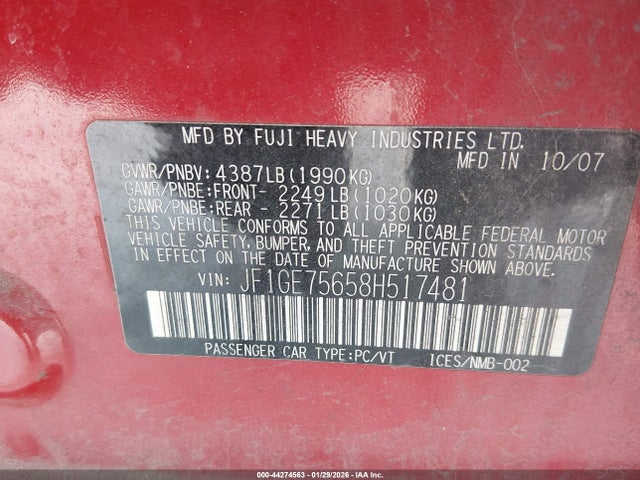 MFD BY FUJI HEAVY INDUSTRIES LTD.
MFD IN 10/07
GVWR/PNBV: 4387LB(1990KG)
GAWR/PNBE:FRONT- 2249LB(1020KG)
GAWR/PNBE:REAR - 2271LB(1030KG)
THIS VEHICLE CONFORMS TO ALL APPLICABLE FEDERAL MOTOR
VEHICLE SAFETY, BUMPER, AND THEFT PREVENTION STANDARDS
IN EFFECT ON THE DATE OF MANUFACTURE SHOWN ABOVE.
VIN: JF1GE75658H517481
PASSENGER CAR TYPE:PC/VT 1CES/NMB-002
000-44274563 | 01/29/2026 | IAA Inc.